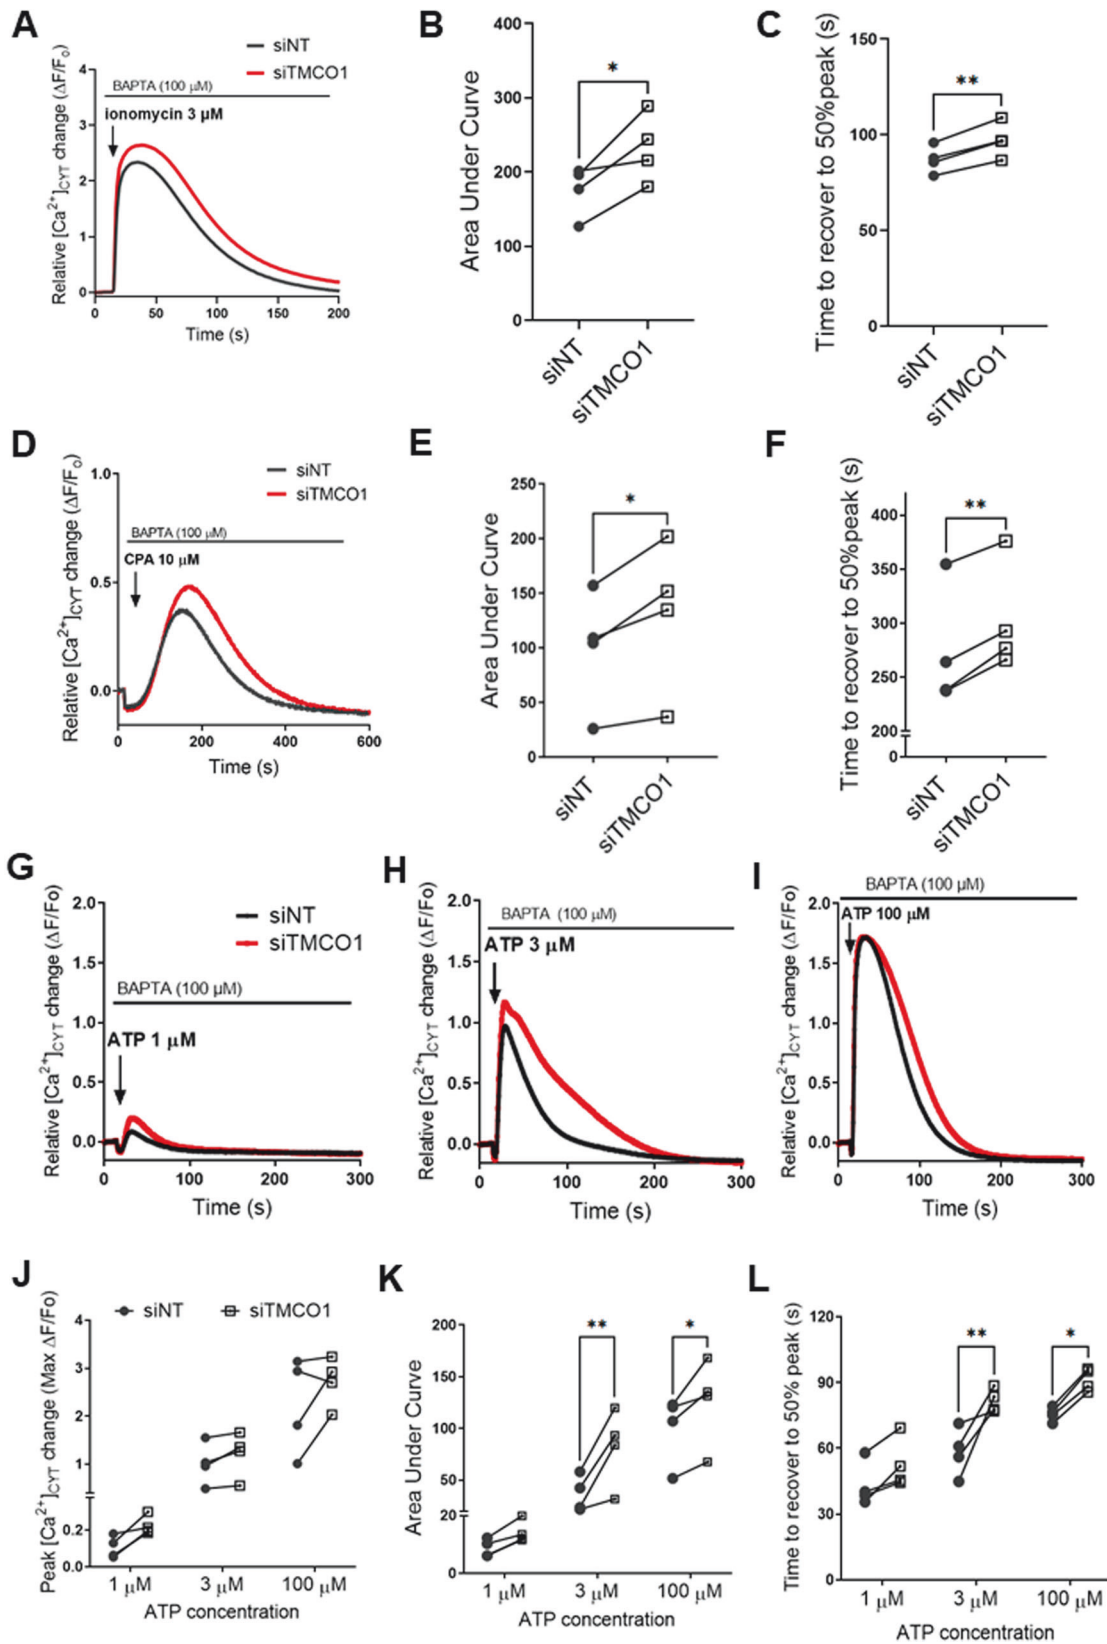 A
siNT
siTMCO1
BAPTA (100 μM)
ionomycin 3 μM
Relative [Ca²⁺]CYT change (ΔF/FO)
4
3
2
1
0
0 50 100 150 200
Time (s)
B
*
Area Under Curve
400
300
200
100
0
siNT
siTMCO1
C
**
Time to recover to 50%peak (s)
150
100
50
0
siNT
siTMCO1
D
siNT
siTMCO1
BAPTA (100 μM)
CPA 10 μM
Relative [Ca²⁺]CYT change (ΔF/FO)
1.0
0.5
0.0
0 200 400 600
Time (s)
E
*
Area Under Curve
250
200
150
100
50
0
siNT
siTMCO1
F
**
Time to recover to 50%peak (s)
400
350
300
250
200
0
siNT
siTMCO1
G
siNT
siTMCO1
BAPTA (100 μM)
ATP 1 μM
Relative [Ca²⁺]CYT change (ΔF/Fo)
2.0
1.5
1.0
0.5
0.0
0 100 200 300
Time (s)
H
BAPTA (100 μM)
ATP 3 μM
Relative [Ca²⁺]CYT change (ΔF/Fo)
2.0
1.5
1.0
0.5
0.0
0 100 200 300
Time (s)
I
BAPTA (100 μM)
ATP 100 μM
Relative [Ca²⁺]CYT change (ΔF/Fo)
2.0
1.5
1.0
0.5
0.0
0 100 200 300
Time (s)
J
siNT siTMCO1
Peak [Ca²⁺]CYT change (Max ΔF/Fo)
4
3
2
1
0.2
0.0
1 μM 3 μM 100 μM
ATP concentration
K
** *
Area Under Curve
200
150
100
50
20
0
1 μM 3 μM 100 μM
ATP concentration
L
** *
Time to recover to 50% peak (s)
120
90
60
30
0
1 μM 3 μM 100 μM
ATP concentration